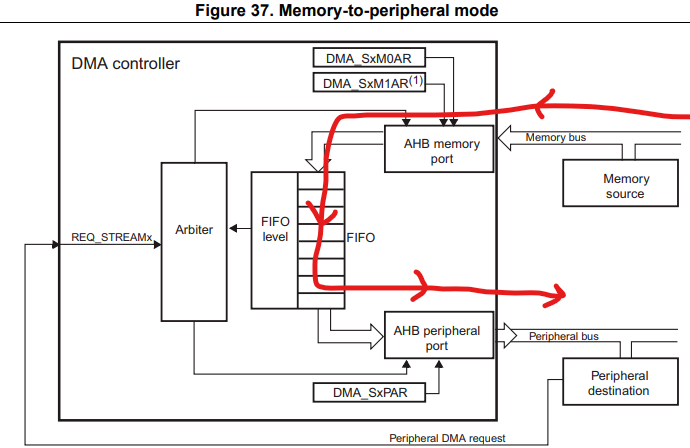 Figure 37. Memory-to-peripheral mode
DMA controller
DMA_SxM0AR
DMA_SxM1AR(1)
AHB memory
port
Memory bus
Memory
source
REQ_STREAMx
Arbiter
FIFO
level
FIFO
AHB peripheral
port
Peripheral bus
Peripheral
destination
DMA_SxPAR
Peripheral DMA request